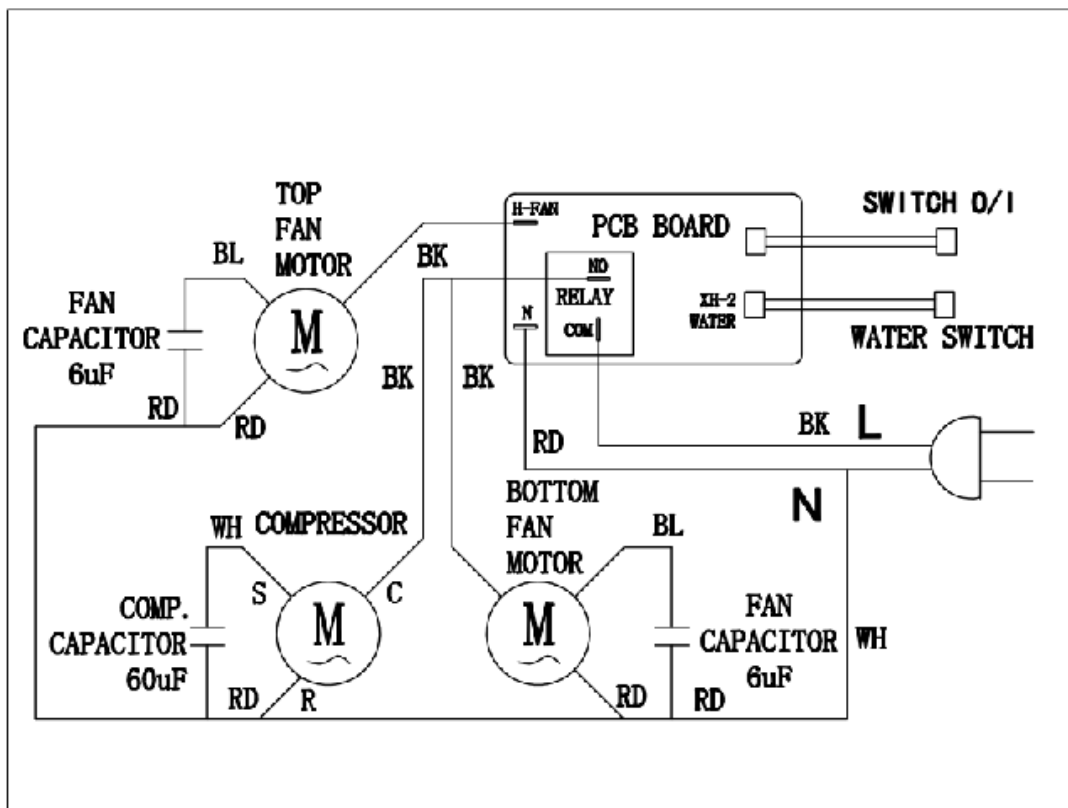 TOP
FAN
MOTOR
BL
FAN
CAPACITOR
6uF
RD
RD
M
BK
H-FAN
PCB BOARD
NO
RELAY
COM
N
XH-2
WATER
SWITCH O/I
WATER SWITCH
BK
BK
RD
BK
L
N
WH
COMPRESSOR
S
C
M
COMP.
CAPACITOR
60uF
RD
R
BOTTOM
FAN
MOTOR
BL
M
FAN
CAPACITOR
6uF
WH
RD
RD